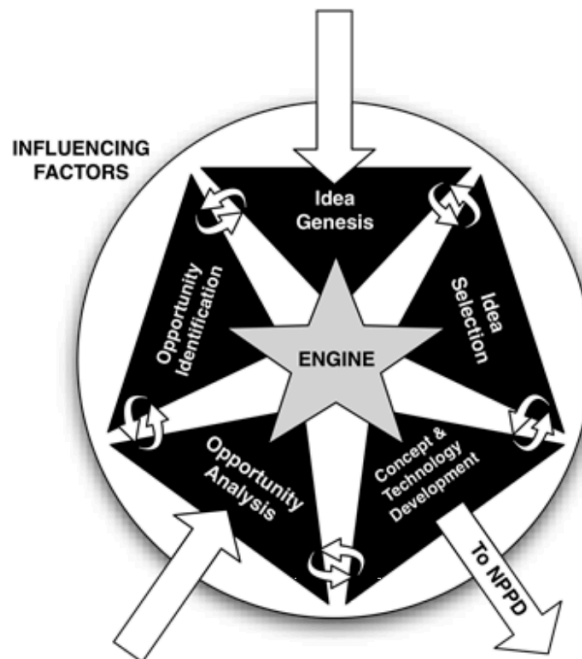 INFLUENCING
FACTORS
Idea
Genesis
Opportunity
Identification
Idea
Selection
ENGINE
Opportunity
Analysis
Concept &
Technology
Development
To NPPD